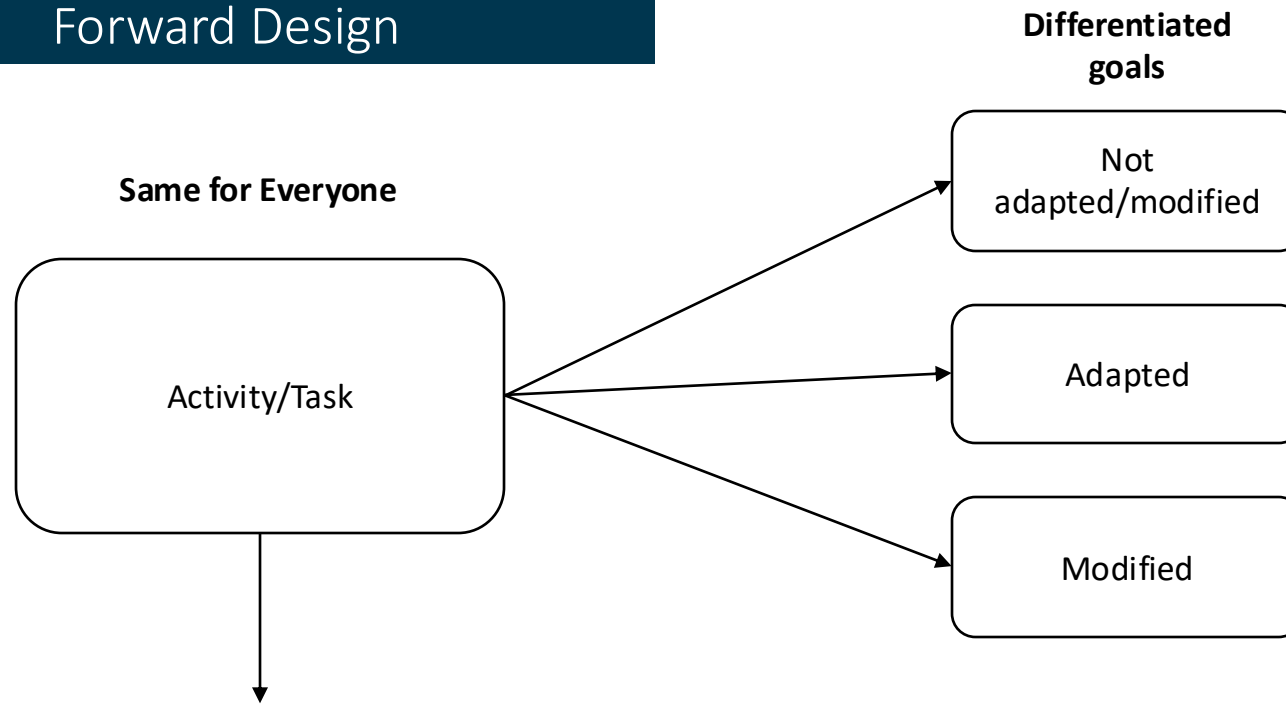 Forward Design
Differentiated
goals
Same for Everyone
Not
adapted/modified
Activity/Task
Adapted
Modified